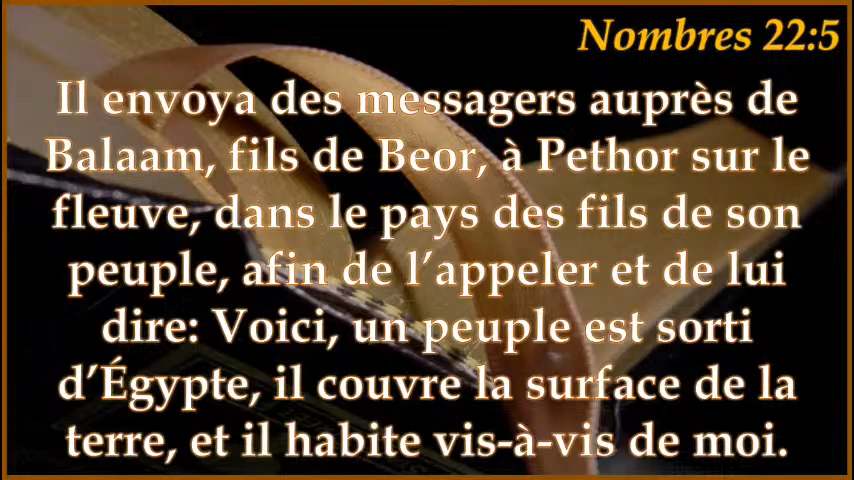 Nombres 22:5
Il envoya des messagers auprès de
Balaam, fils de Beor, à Pethor sur le
fleuve, dans le pays des fils de son
peuple, afin de l’appeler et de lui
dire: Voici, un peuple est sorti
d’Égypte, il couvre la surface de la
terre, et il habite vis-à-vis de moi.